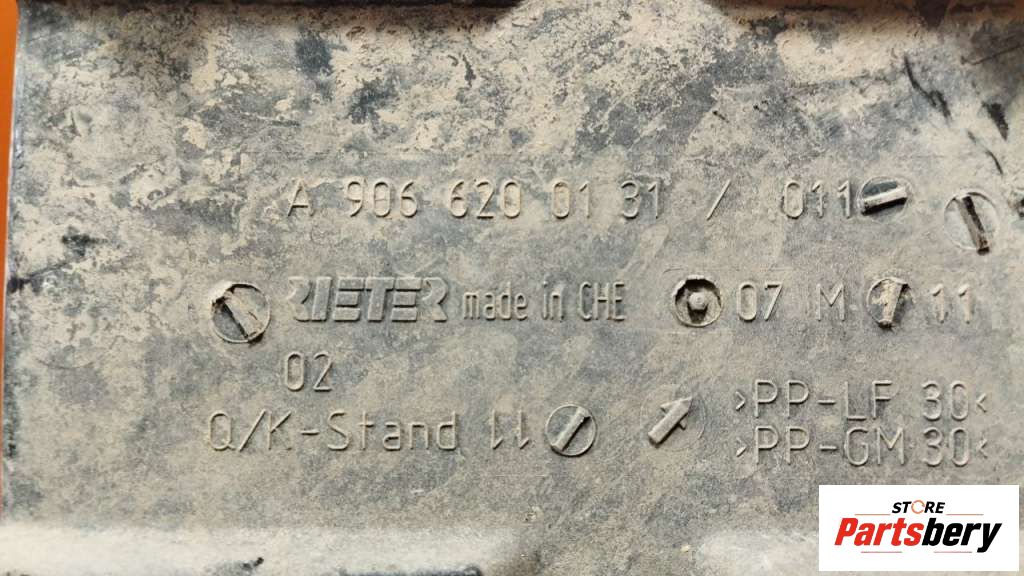 A 906 620 01 31 / 011
RIETER made in CHE 07 M 11
02
Q/K-Stand
>PP-LF 30<
>PP-GM 30<
STORE
Partsbery